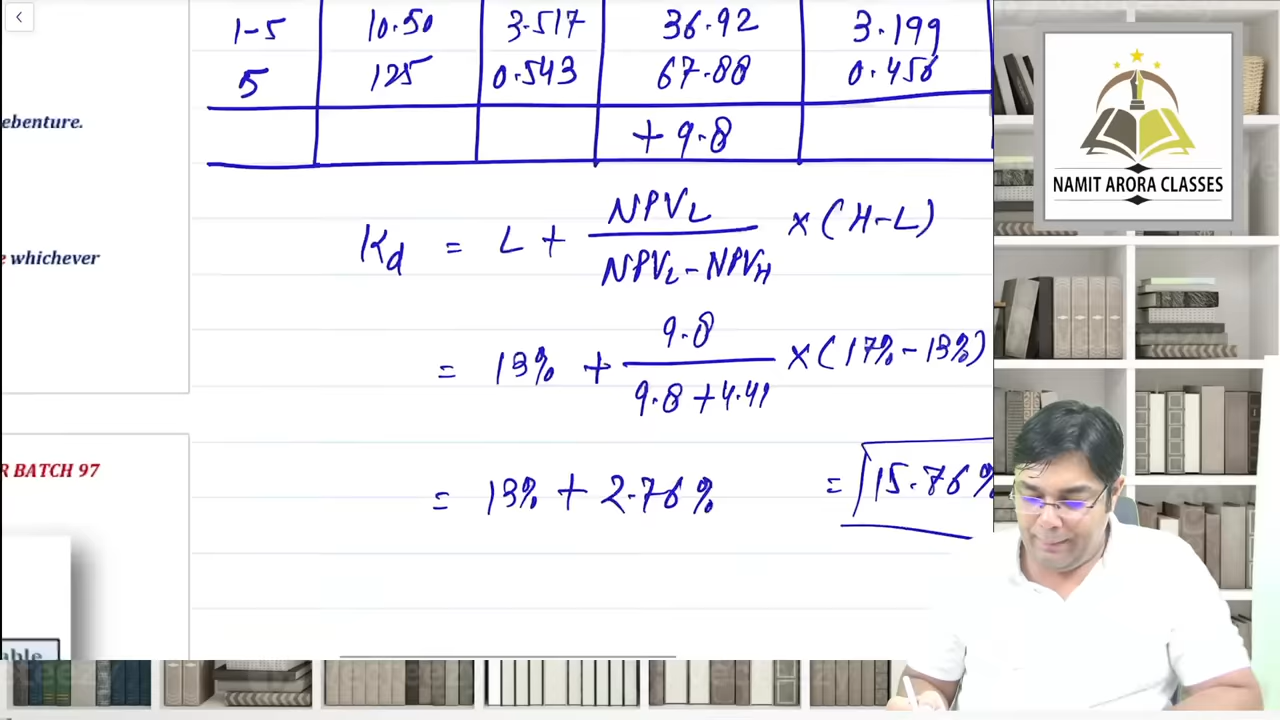 1-5 10.50 3.517 36.92 3.199
5 125 0.543 67.88 0.456
+ 9.8
ebenture.
NAMIT ARORA CLASSES
Kd = L + NPVL / NPVL - NPVH × (H-L)
e whichever
= 13% + 9.8 / 9.8 + 4.41 × (17% - 13%)
R BATCH 97
= 13% + 2.76% = 15.76%
able